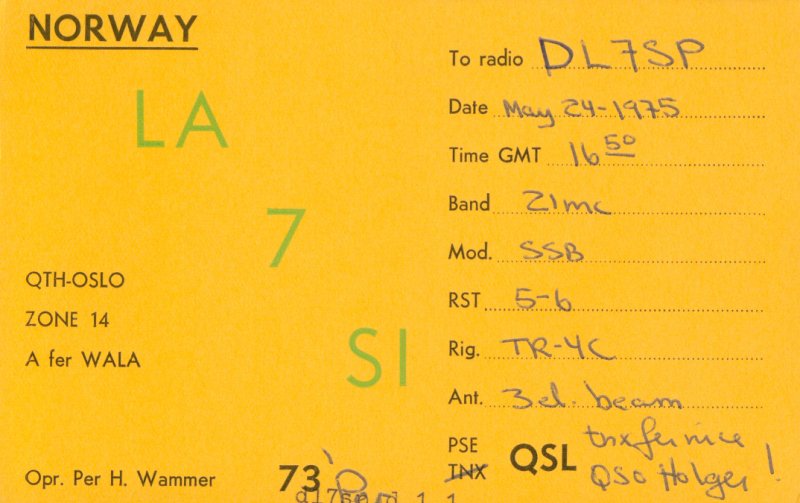 NORWAY
LA
7
SI
QTH-OSLO
ZONE 14
A fer WALA
Opr. Per H. Wammer
73'
To radio DL7SP
Date May 24-1975
Time GMT 16 50
Band 21mc
Mod. SSB
RST 5-6
Rig. TR-4C
Ant. 3el. beam
PSE
TNX
QSL
tnx fer nice
QSO Holger!